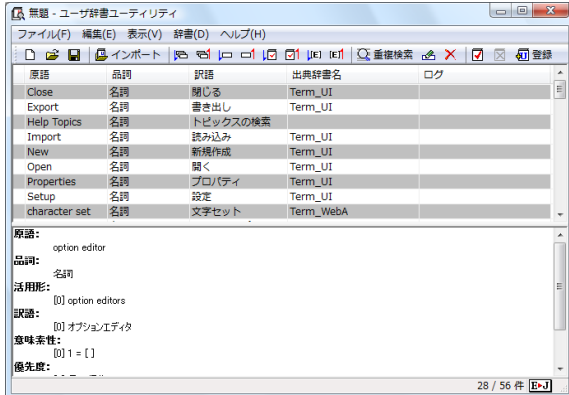 無題 - ユーザ辞書ユーティリティ
ファイル(F) 編集(E) 表示(V) 辞書(D) ヘルプ(H)
インポート 重複検索 登録
原語 品詞 訳語 出典辞書名 ログ
Close 名詞 閉じる Term_UI
Export 名詞 書き出し Term_UI
Help Topics 名詞 トピックスの検索
Import 名詞 読み込み Term_UI
New 名詞 新規作成 Term_UI
Open 名詞 開く Term_UI
Properties 名詞 プロパティ Term_UI
Setup 名詞 設定 Term_UI
character set 名詞 文字セット Term_WebA
原語:
option editor
品詞:
名詞
活用形:
[0] option editors
訳語:
[0] オプションエディタ
意味素性:
[0] 1 = [ ]
優先度:
28 / 56 件 E▸J